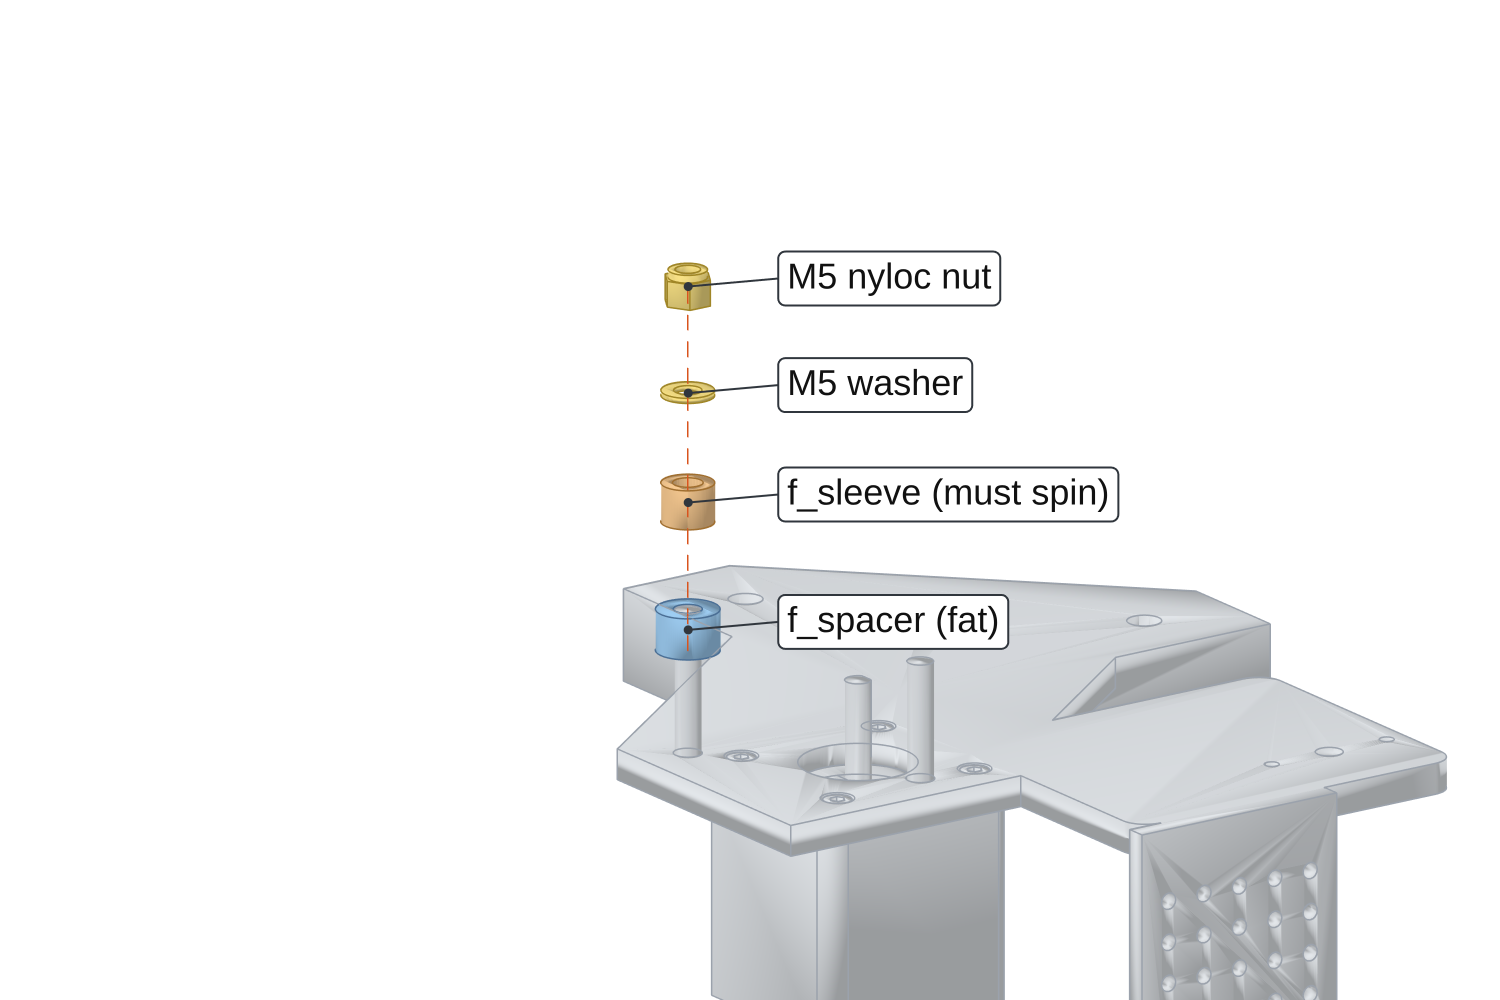 M5 nyloc nut
M5 washer
f_sleeve (must spin)
f_spacer (fat)